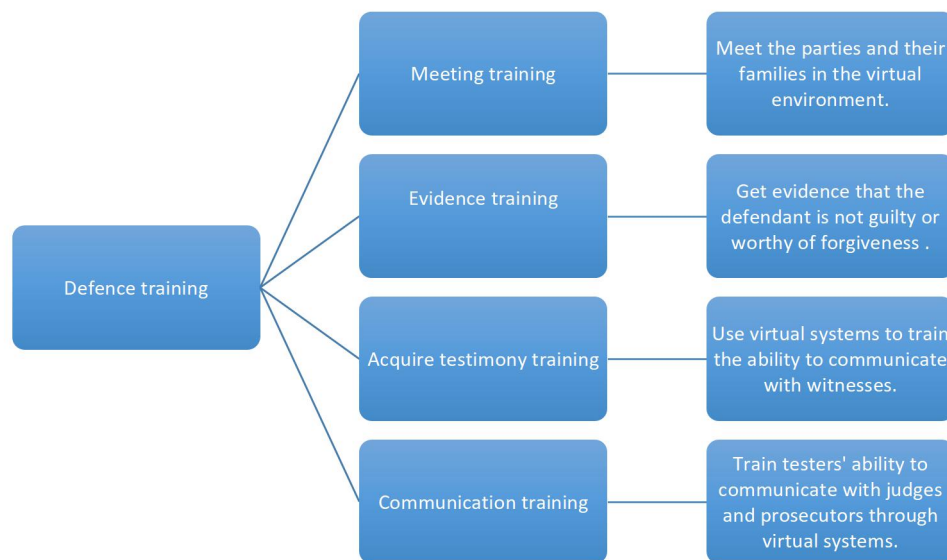 Defence training
Meeting training
Meet the parties and their
families in the virtual
environment.
Evidence training
Get evidence that the
defendant is not guilty or
worthy of forgiveness .
Acquire testimony training
Use virtual systems to train
the ability to communicate
with witnesses.
Communication training
Train testers' ability to
communicate with judges
and prosecutors through
virtual systems.